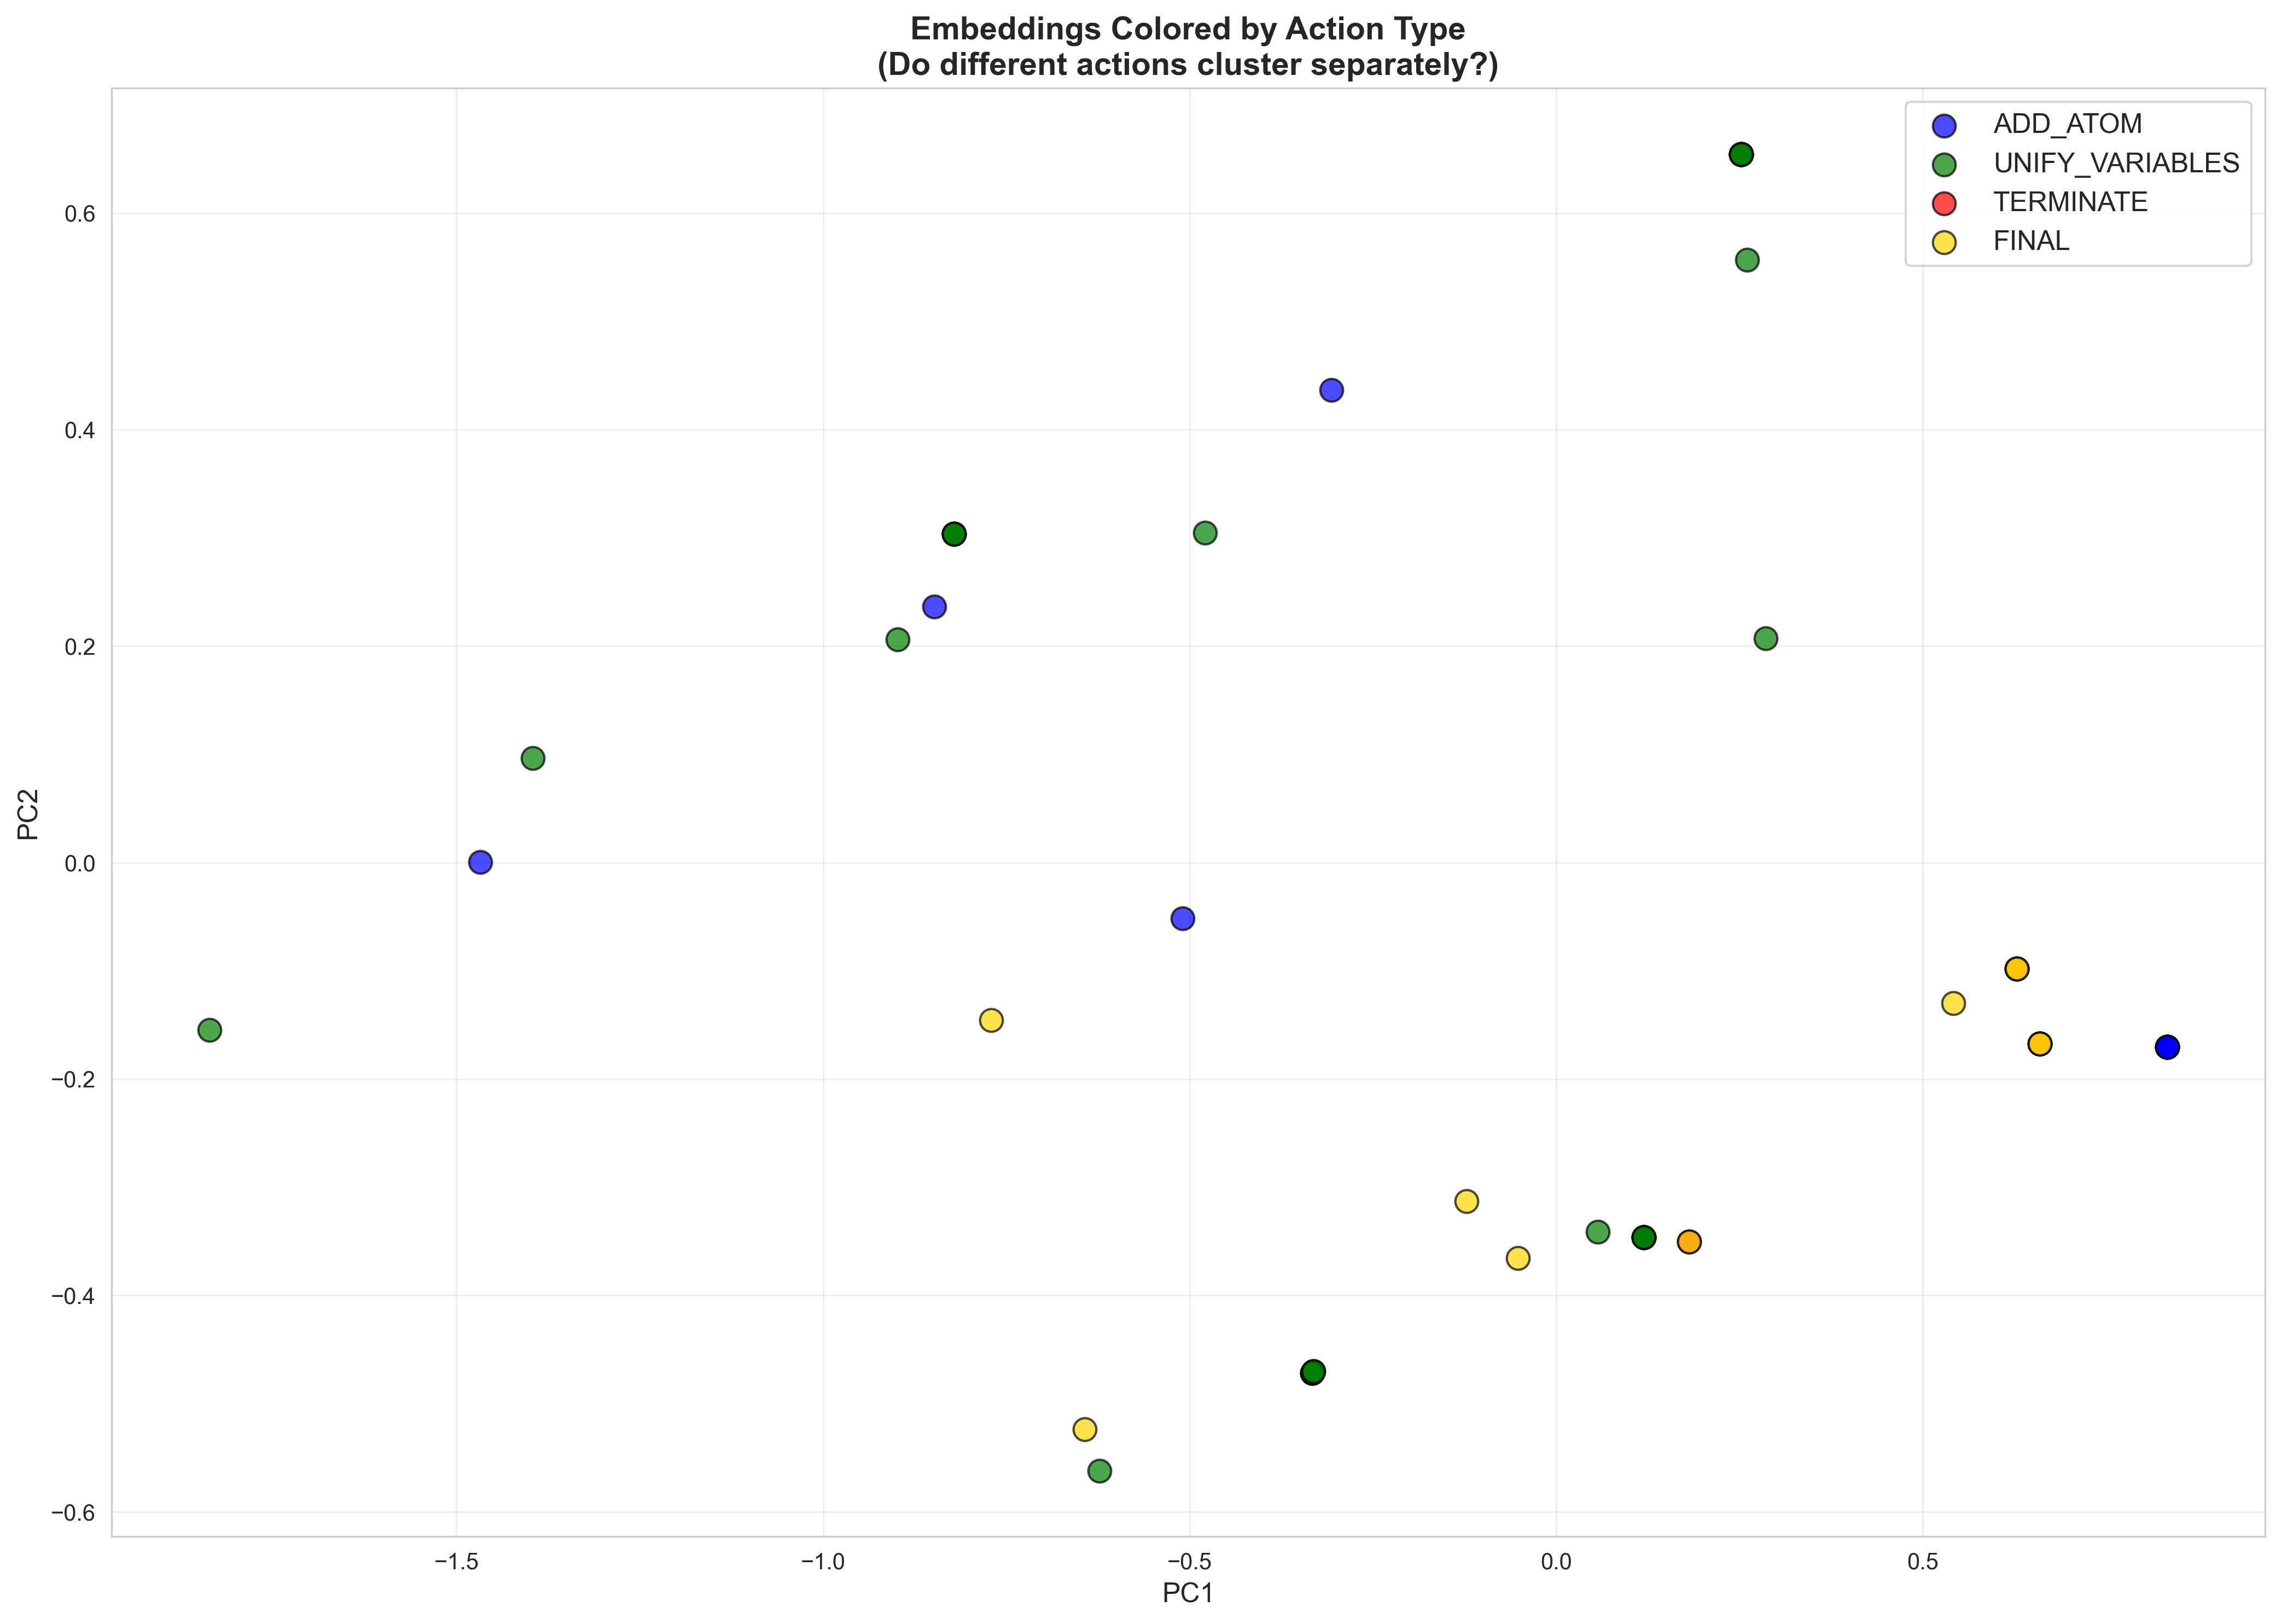 Embeddings Colored by Action Type
(Do different actions cluster separately?)
ADD_ATOM
UNIFY_VARIABLES
TERMINATE
FINAL
0.6
0.4
0.2
0.0
−0.2
−0.4
−0.6
PC2
−1.5
−1.0
−0.5
0.0
0.5
PC1